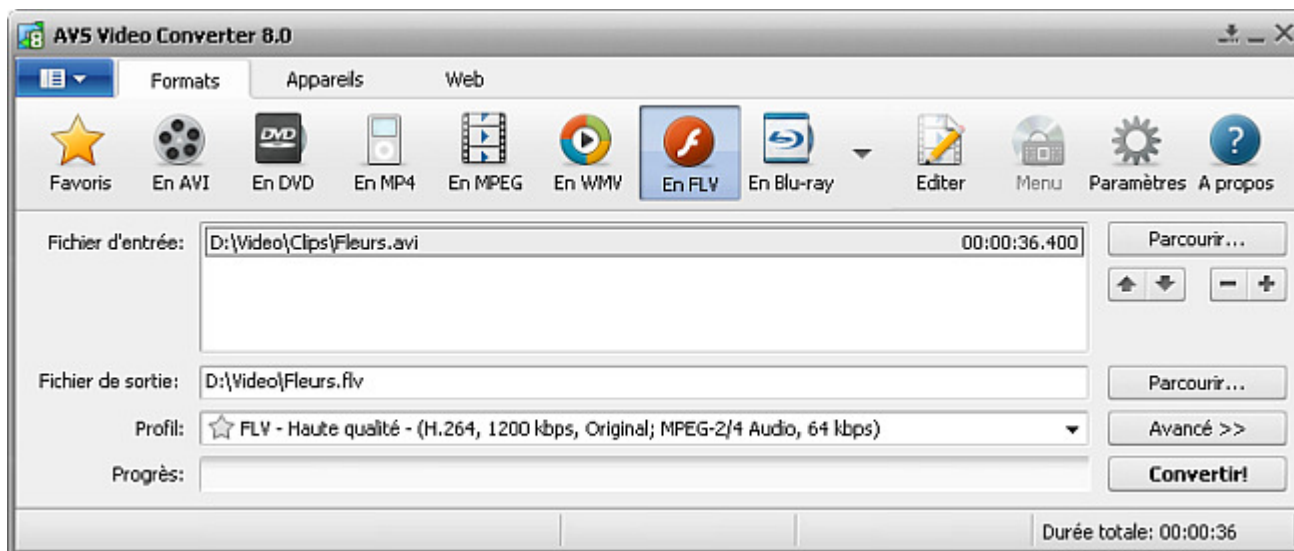 AVS Video Converter 8.0
Formats Appareils Web
Favoris En AVI En DVD En MP4 En MPEG En WMV En FLV En Blu-ray Editer Menu Paramètres A propos
Fichier d'entrée: D:\Video\Clips\Fleurs.avi 00:00:36.400 Parcourir...
Fichier de sortie: D:\Video\Fleurs.flv Parcourir...
Profil: FLV - Haute qualité - (H.264, 1200 kbps, Original; MPEG-2/4 Audio, 64 kbps) Avancé >>
Progrès: Convertir!
Durée totale: 00:00:36